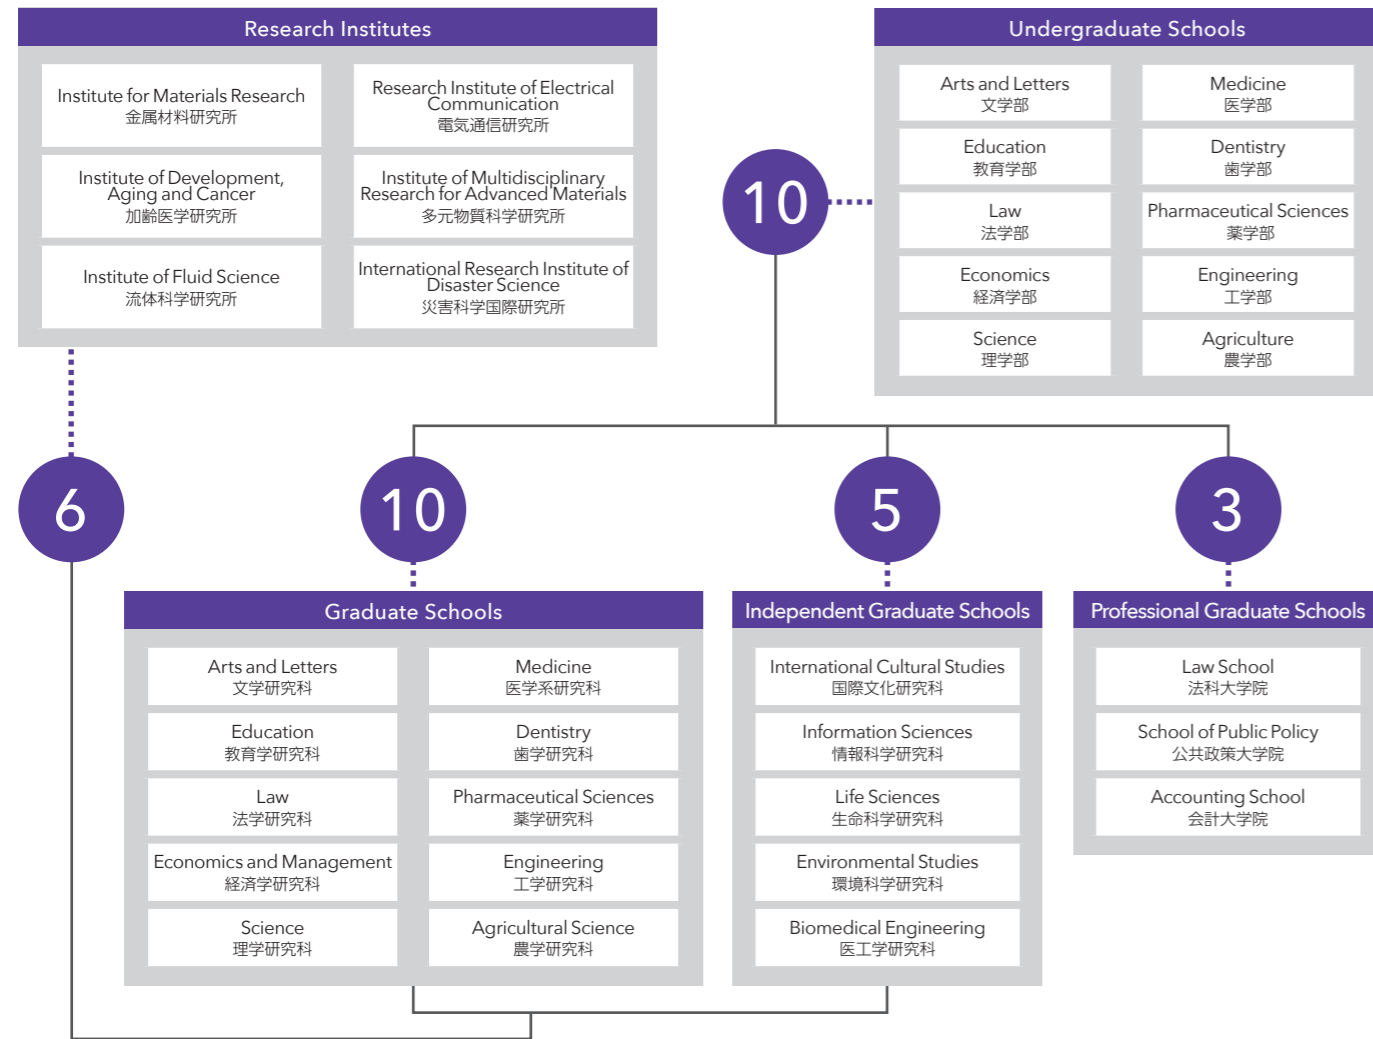 Research Institutes
Institute for Materials Research
金属材料研究所
Research Institute of Electrical
Communication
電気通信研究所
Institute of Development,
Aging and Cancer
加齢医学研究所
Institute of Multidisciplinary
Research for Advanced Materials
多元物質科学研究所
Institute of Fluid Science
流体科学研究所
International Research Institute of
Disaster Science
災害科学国際研究所
10
Undergraduate Schools
Arts and Letters
文学部
Medicine
医学部
Education
教育学部
Dentistry
歯学部
Law
法学部
Pharmaceutical Sciences
薬学部
Economics
経済学部
Engineering
工学部
Science
理学部
Agriculture
農学部
6
10
5
3
Graduate Schools
Arts and Letters
文学研究科
Medicine
医学系研究科
Education
教育学研究科
Dentistry
歯学研究科
Law
法学研究科
Pharmaceutical Sciences
薬学研究科
Economics and Management
経済学研究科
Engineering
工学研究科
Science
理学研究科
Agricultural Science
農学研究科
Independent Graduate Schools
International Cultural Studies
国際文化研究科
Information Sciences
情報科学研究科
Life Sciences
生命科学研究科
Environmental Studies
環境科学研究科
Biomedical Engineering
医工学研究科
Professional Graduate Schools
Law School
法科大学院
School of Public Policy
公共政策大学院
Accounting School
会計大学院